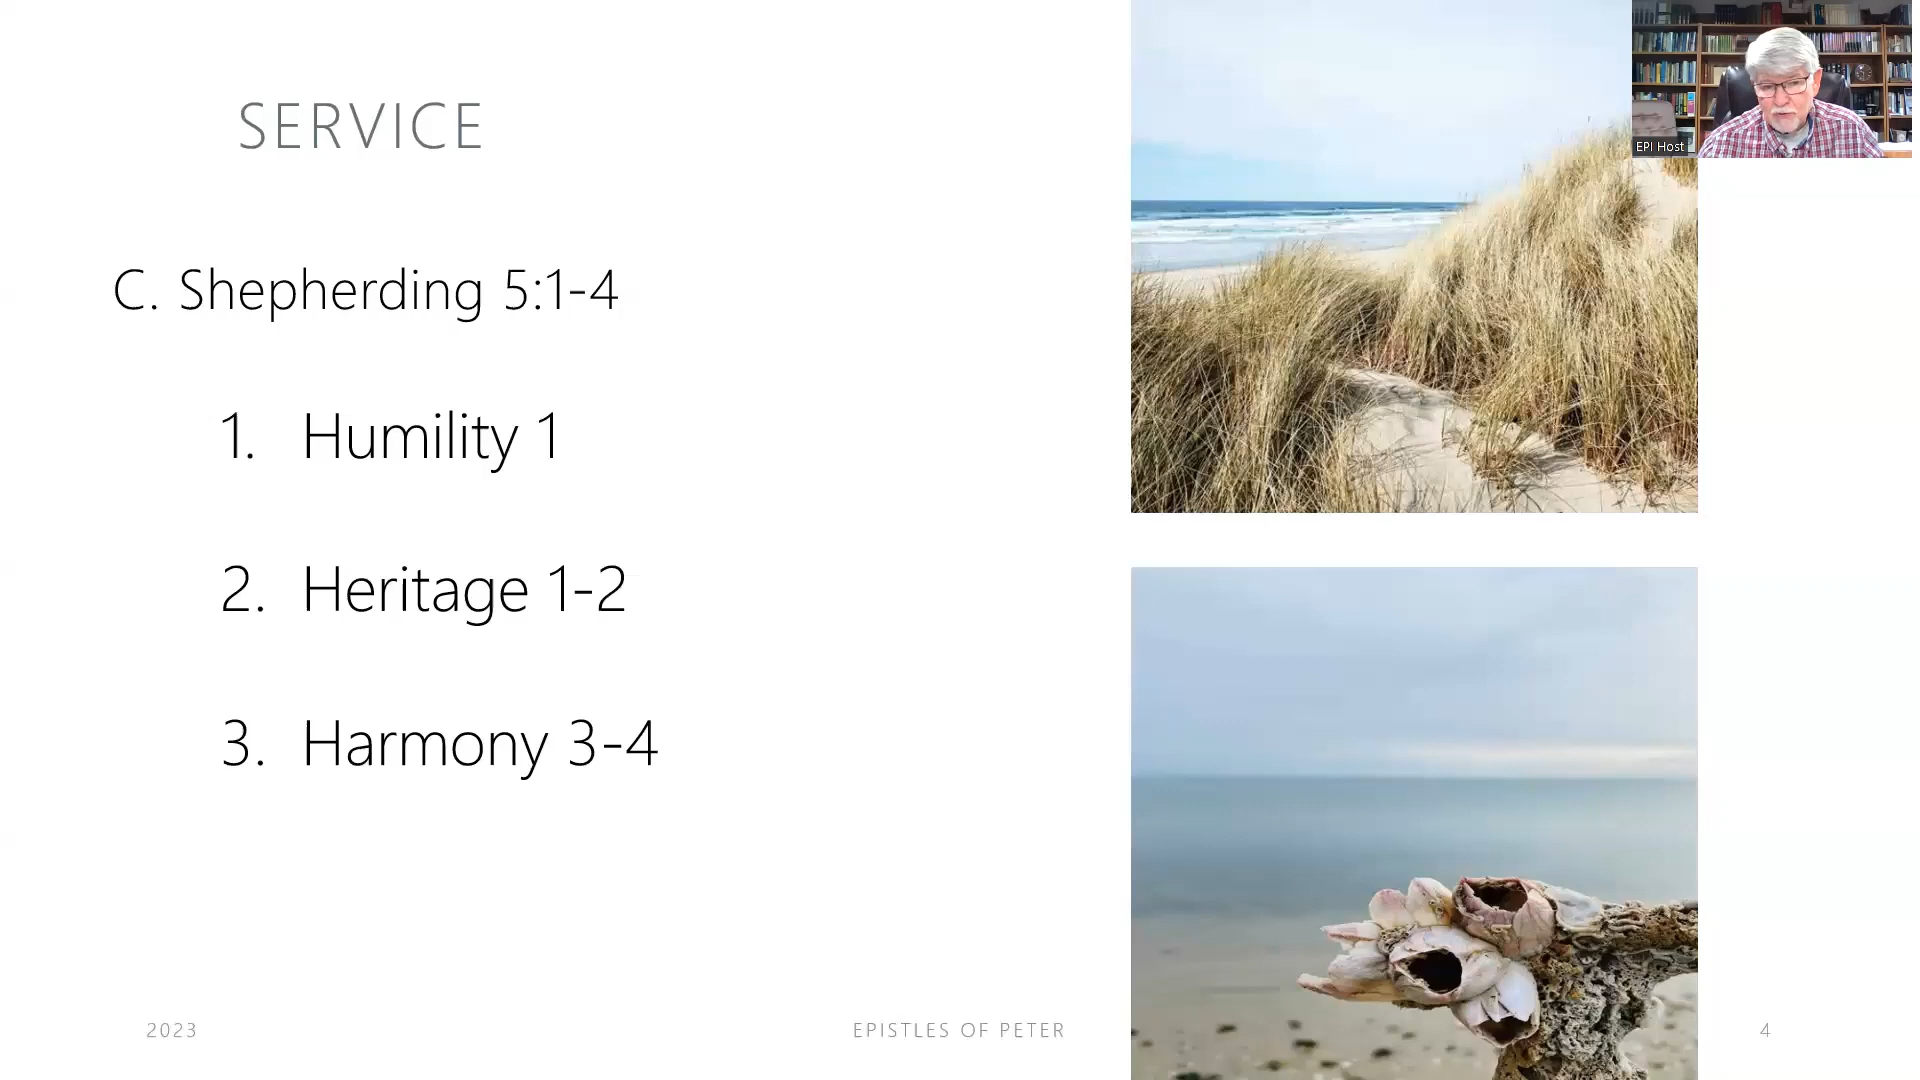 SERVICE
EPI Host
C. Shepherding 5:1-4
1. Humility 1
2. Heritage 1-2
3. Harmony 3-4
2023
EPISTLES OF PETER
4